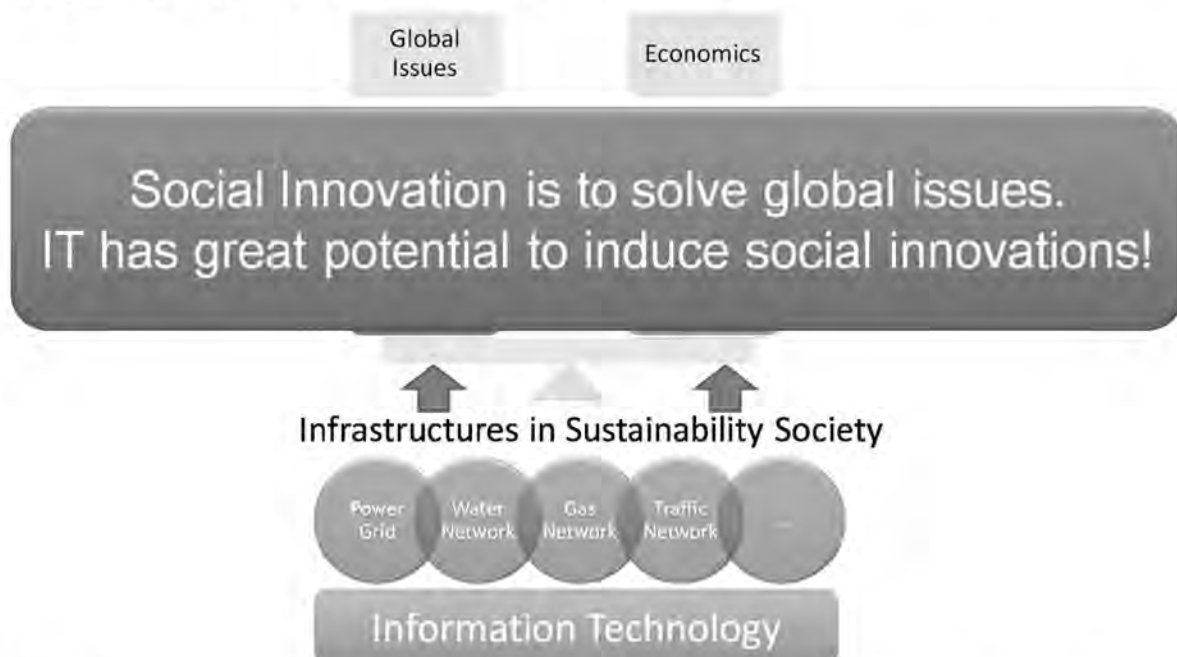 Global
Issues
Economics
Social Innovation is to solve global issues.
IT has great potential to induce social innovations!
Infrastructures in Sustainability Society
Power
Grid
Water
Network
Gas
Network
Traffic
Network
...
Information Technology